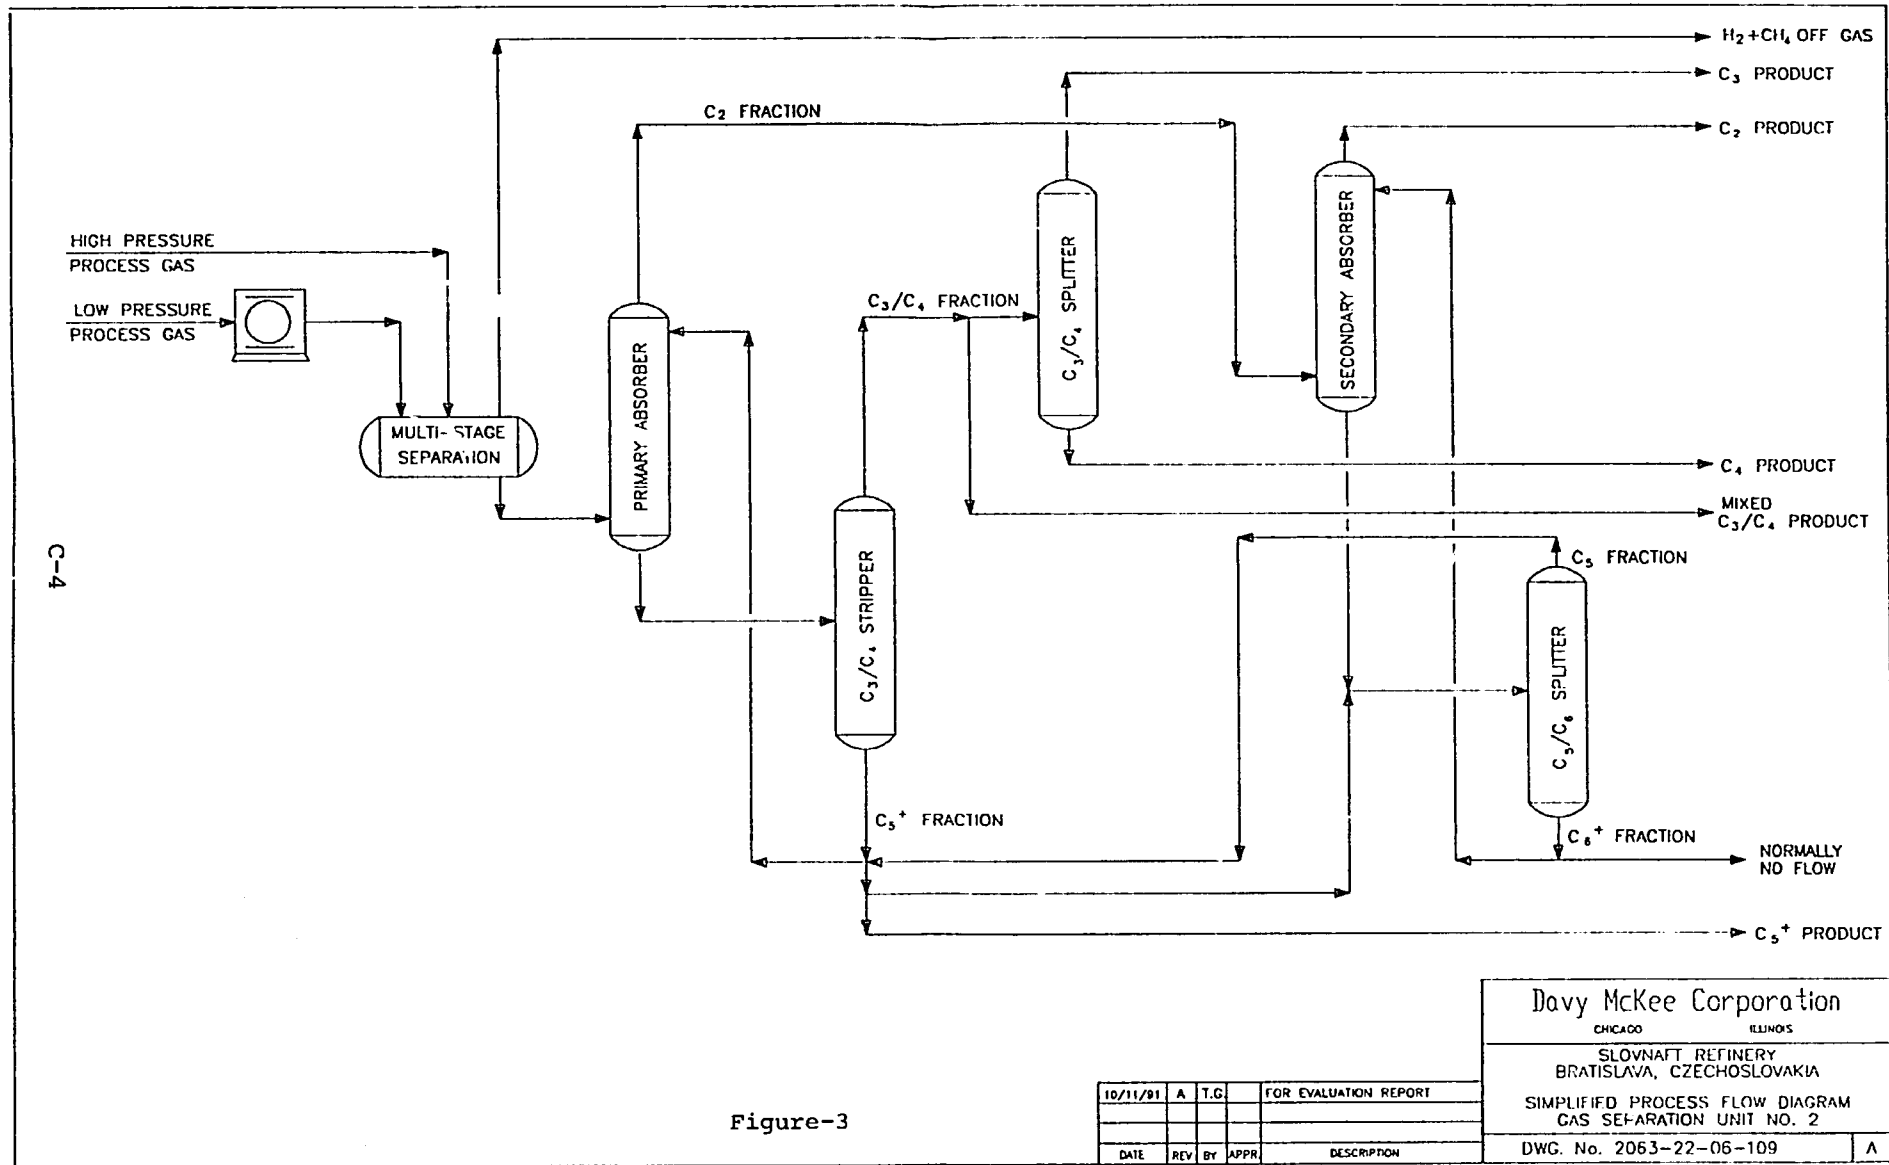 H₂+CH₄ OFF GAS
C₃ PRODUCT
C₂ FRACTION
C₂ PRODUCT
HIGH PRESSURE
PROCESS GAS
LOW PRESSURE
PROCESS GAS
MULTI-STAGE
SEPARATION
PRIMARY ABSORBER
C₃/C₄ FRACTION
C₃/C₄ SPLITTER
SECONDARY ABSORBER
C₄ PRODUCT
MIXED
C₃/C₄ PRODUCT
C₃/C₄ STRIPPER
C₅ FRACTION
C₅/C₆ SPLITTER
C₅⁺ FRACTION
C₆⁺ FRACTION
NORMALLY
NO FLOW
C₅⁺ PRODUCT
C-4
Figure-3
10/11/91 A T.G. FOR EVALUATION REPORT
DATE REV BY APPR. DESCRIPTION
Davy McKee Corporation
CHICAGO ILLINOIS
SLOVNAFT REFINERY
BRATISLAVA, CZECHOSLOVAKIA
SIMPLIFIED PROCESS FLOW DIAGRAM
GAS SEPARATION UNIT NO. 2
DWG. No. 2063-22-06-109 A